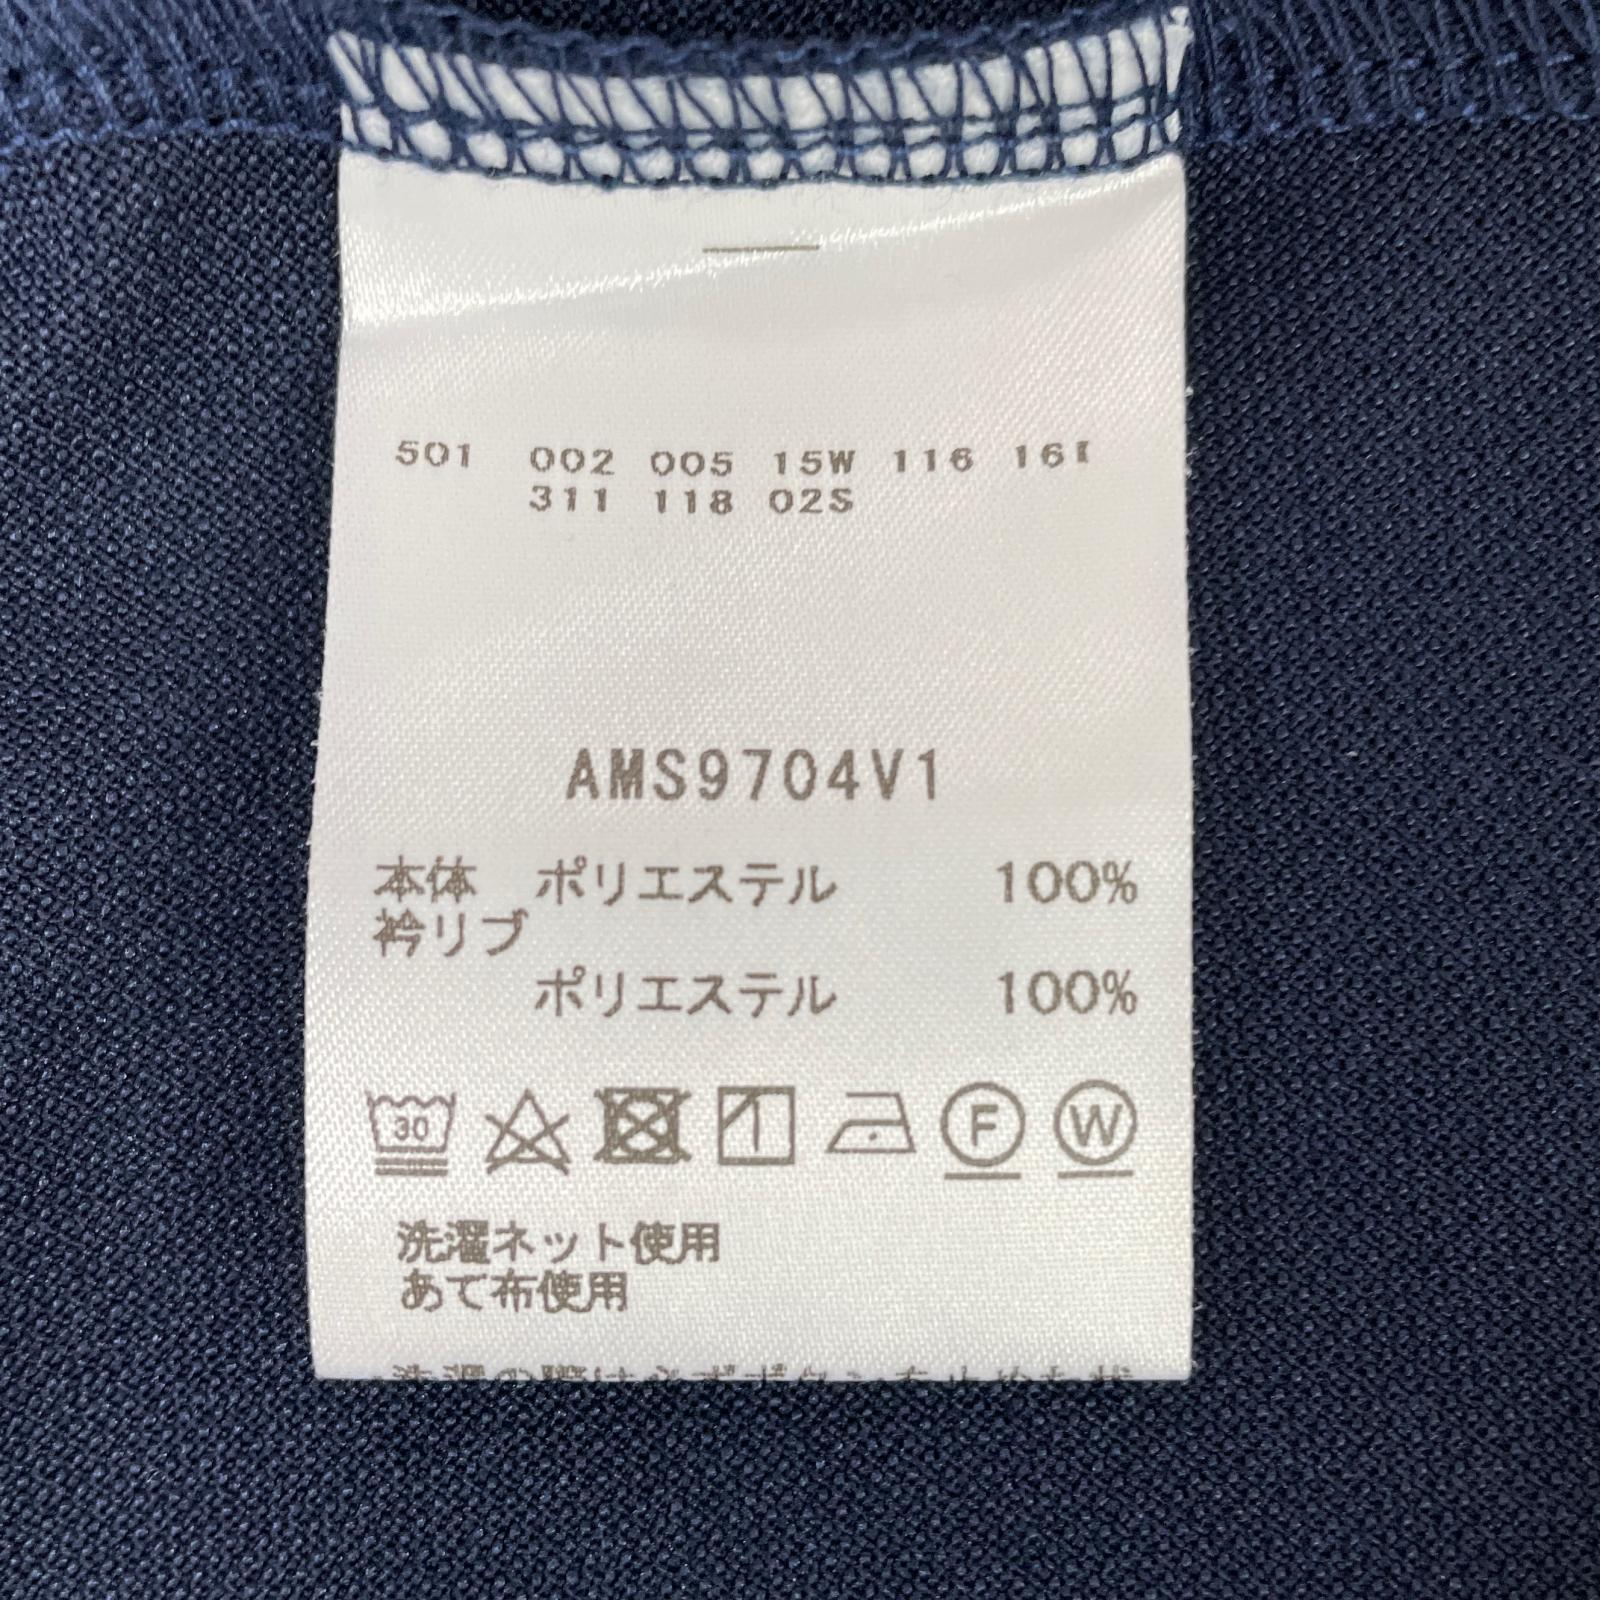 501 002 005 15W 116 16I
311 118 02S
AMS9704V1
本体 ポリエステル 100%
衿リブ
ポリエステル 100%
30 F W
洗濯ネット使用
あて布使用